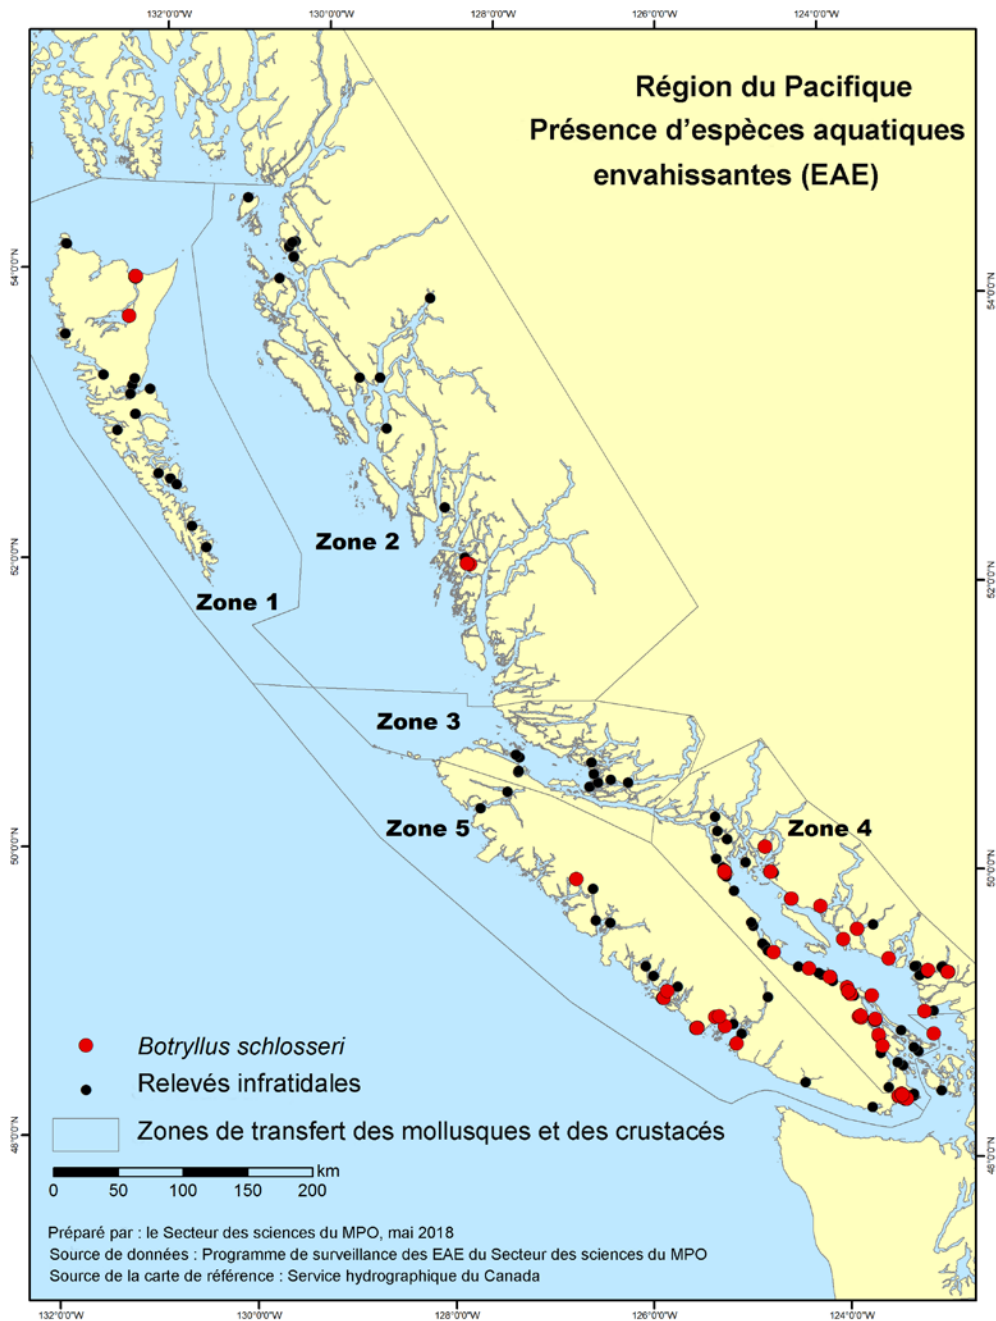 132°0'0"W 130°0'0"W 128°0'0"W 126°0'0"W 124°0'0"W
Région du Pacifique
Présence d'espèces aquatiques
envahissantes (EAE)
54°0'0"N 54°0'0"N
Zone 2
52°0'0"N 52°0'0"N
Zone 1
Zone 3
Zone 5 Zone 4
50°0'0"N 50°0'0"N
Botryllus schlosseri
Relevés infratidales
Zones de transfert des mollusques et des crustacés
48°0'0"N 48°0'0"N
km
0 50 100 150 200
Préparé par : le Secteur des sciences du MPO, mai 2018
Source de données : Programme de surveillance des EAE du Secteur des sciences du MPO
Source de la carte de référence : Service hydrographique du Canada
132°0'0"W 130°0'0"W 128°0'0"W 126°0'0"W 124°0'0"W